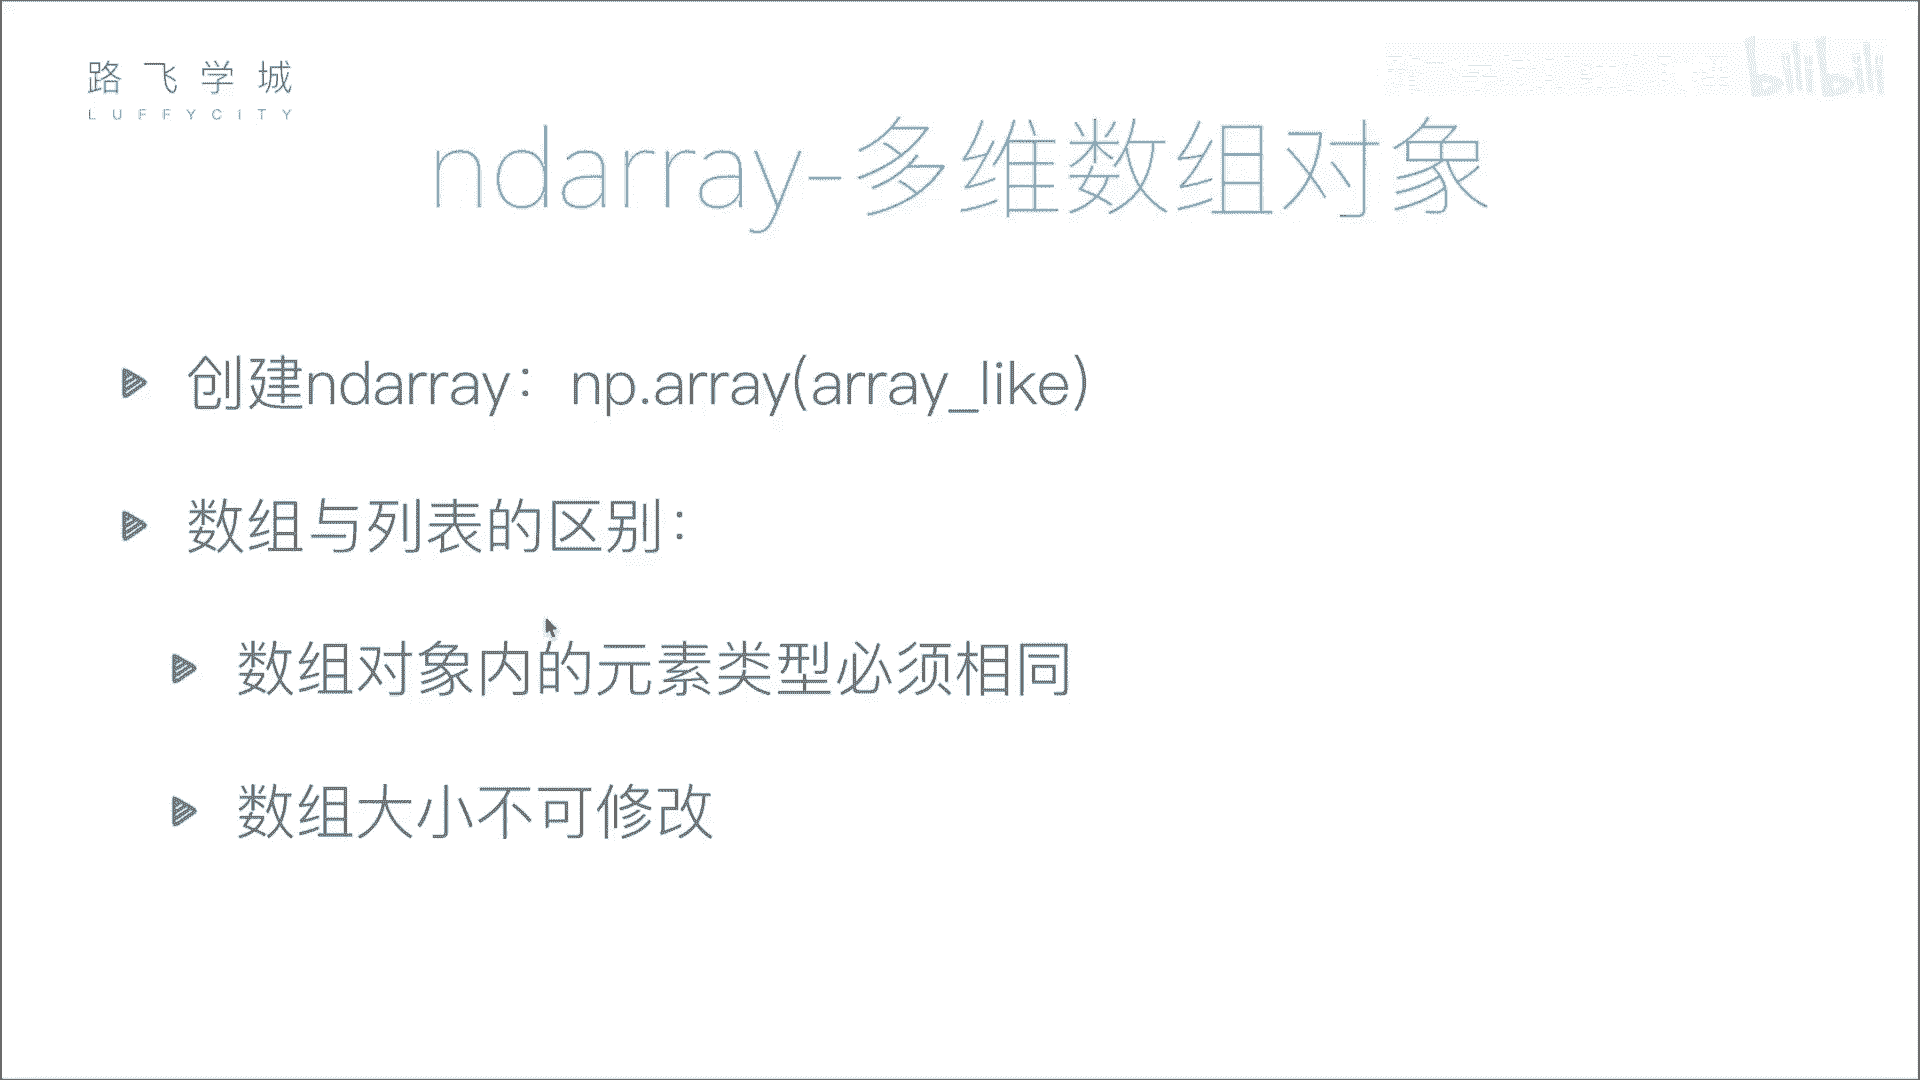 路飞学城
LUFFYCITY
bilibili
ndarray-多维数组对象
创建ndarray：np.array(array_like)
数组与列表的区别：
数组对象内的元素类型必须相同
数组大小不可修改